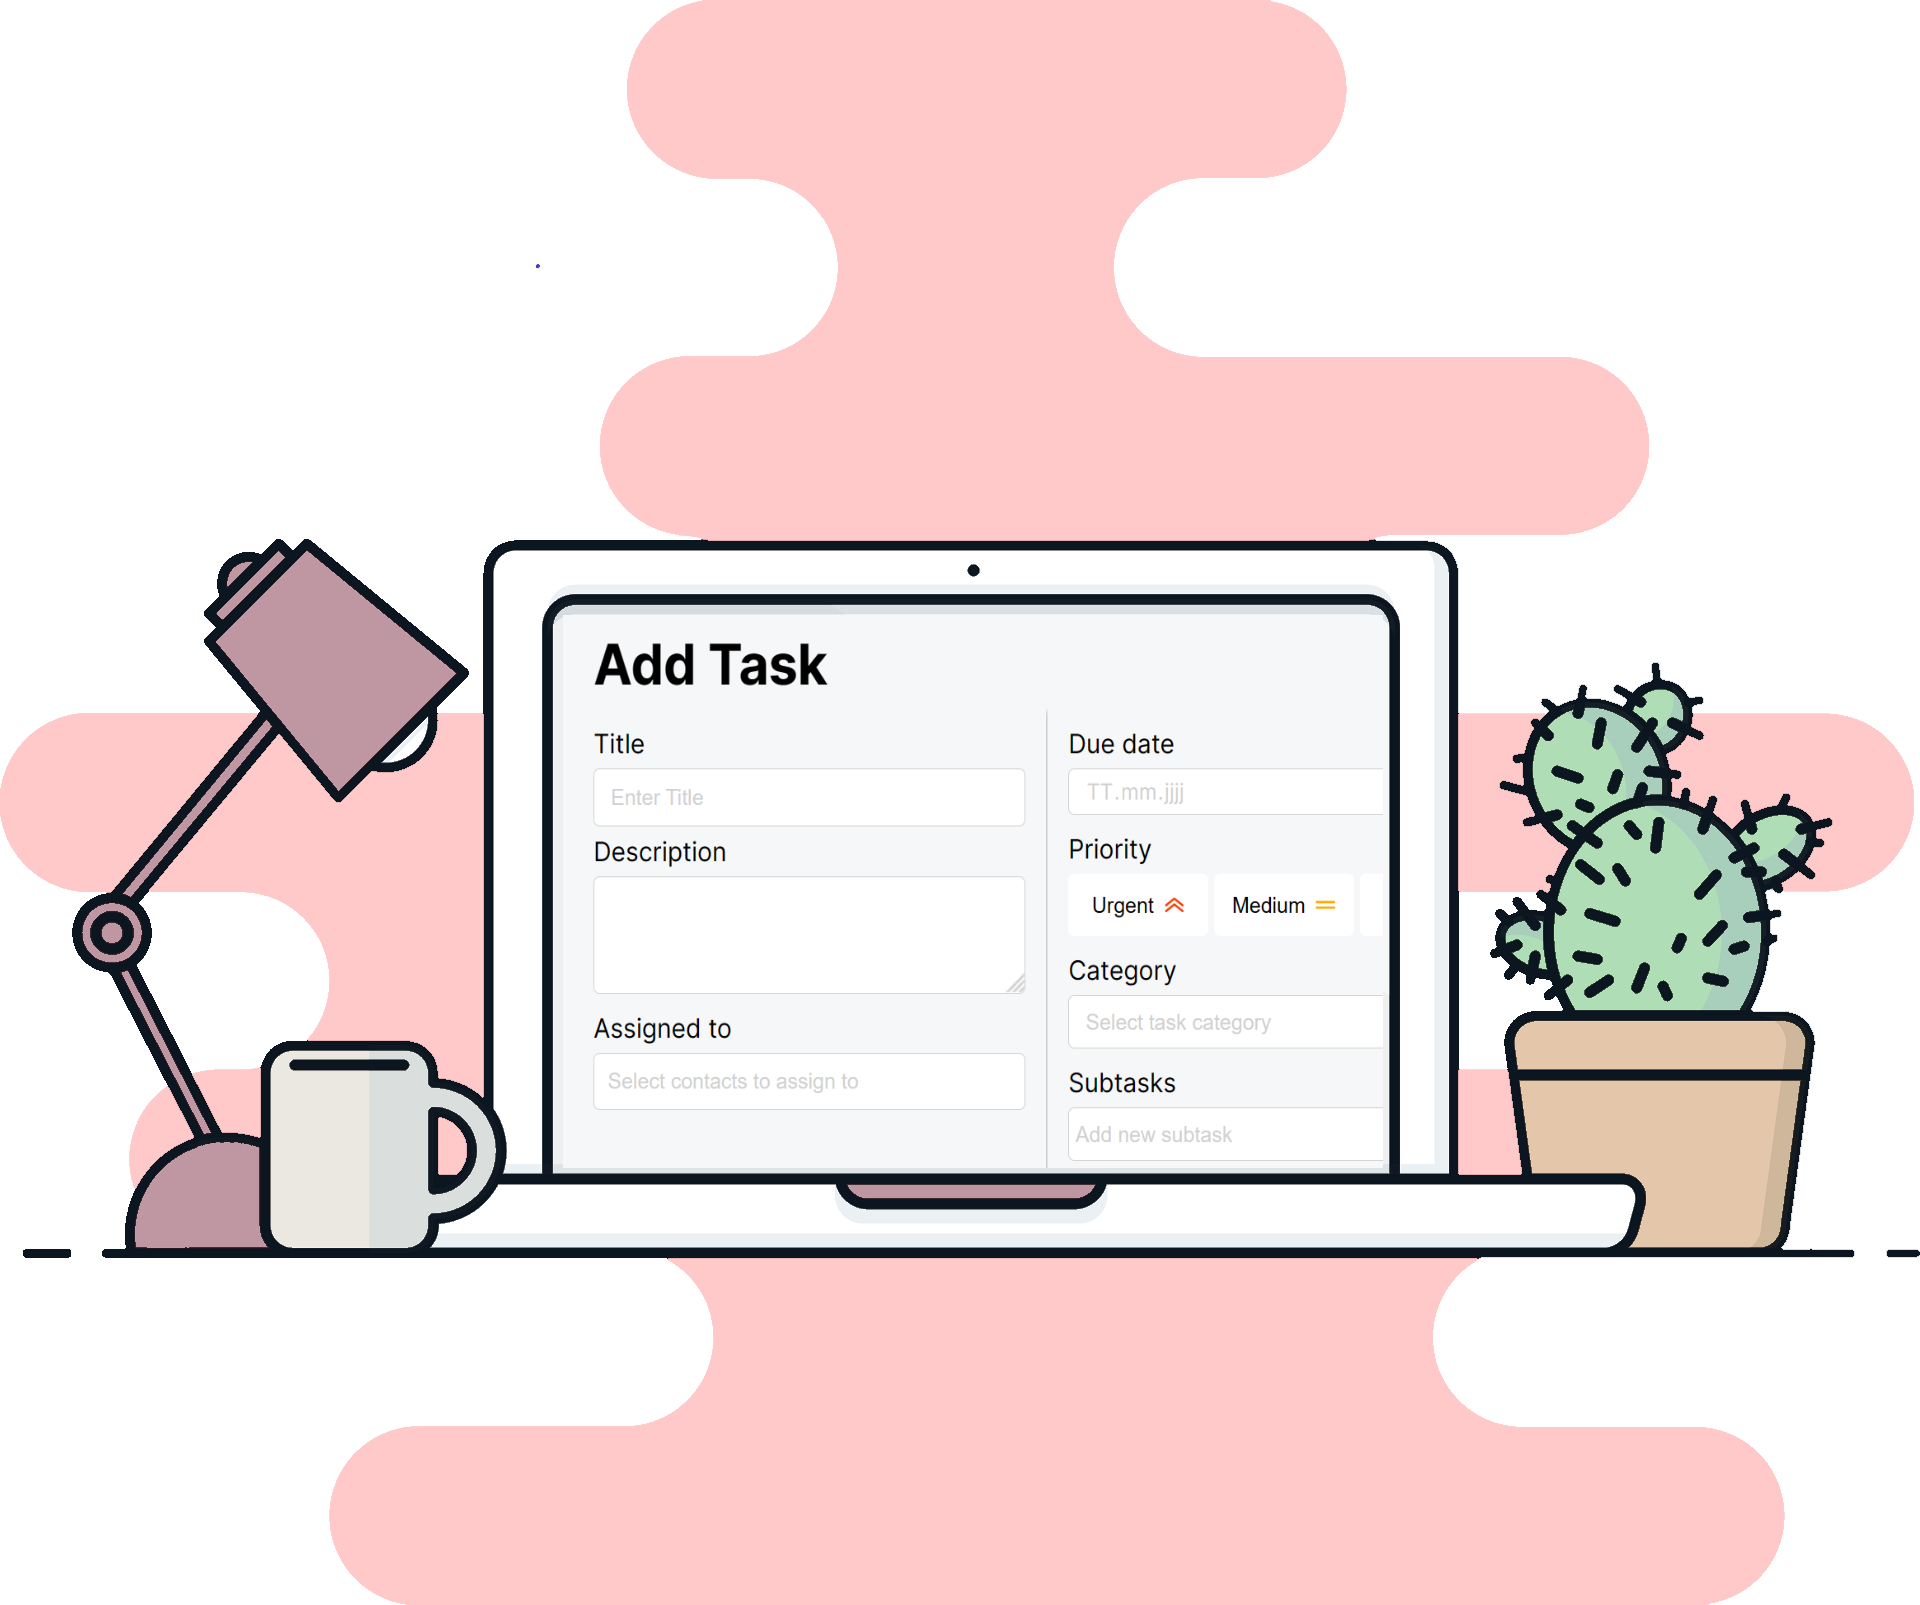 Add Task
Title
Enter Title
Description
Assigned to
Select contacts to assign to
Due date
TT.mm.jjjj
Priority
Urgent Medium
Category
Select task category
Subtasks
Add new subtask